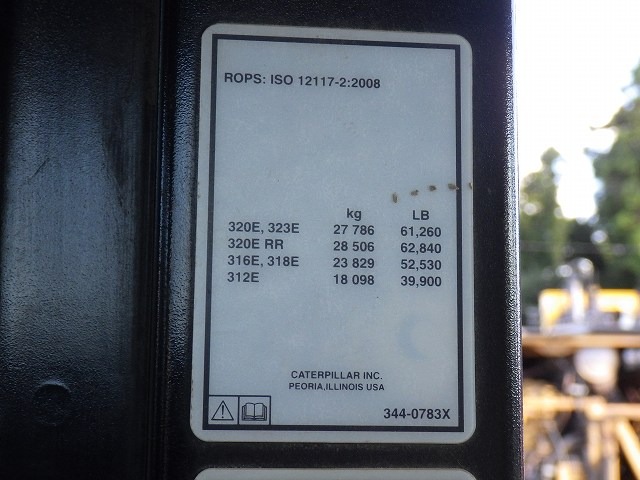 ROPS: ISO 12117-2:2008
kg LB
320E, 323E 27 786 61,260
320E RR 28 506 62,840
316E, 318E 23 829 52,530
312E 18 098 39,900
CATERPILLAR INC.
PEORIA,ILLINOIS USA
344-0783X